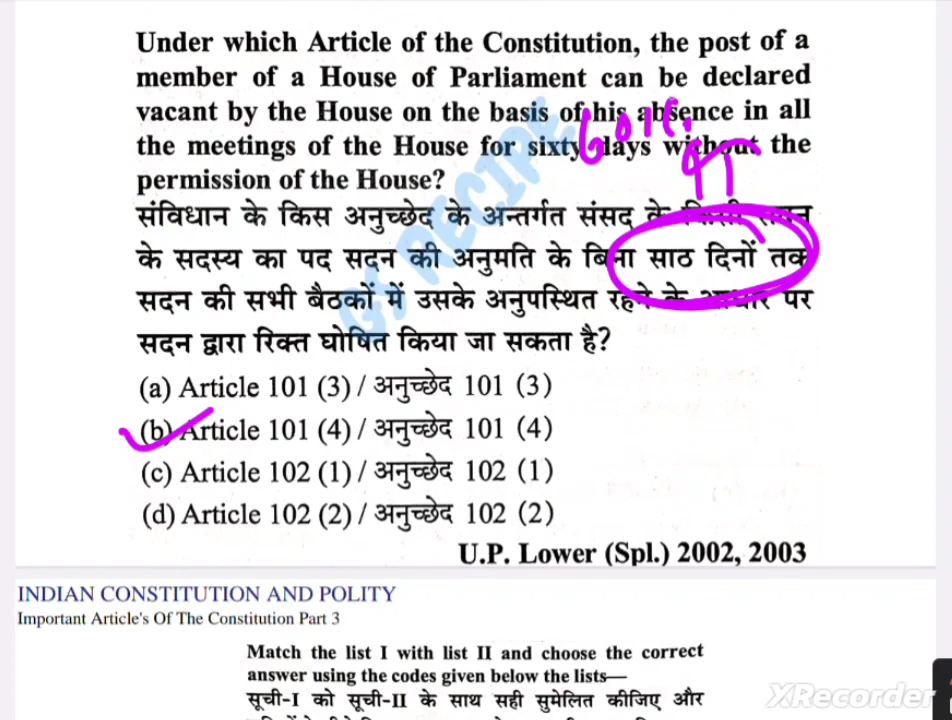 Under which Article of the Constitution, the post of a
member of a House of Parliament can be declared
vacant by the House on the basis of his absence in all
the meetings of the House for sixty days without the
permission of the House?
संविधान के किस अनुच्छेद के अन्तर्गत संसद के किसी सदन
के सदस्य का पद सदन की अनुमति के बिना साठ दिनों तक
सदन की सभी बैठकों में उसके अनुपस्थित रहने के आधार पर
सदन द्वारा रिक्त घोषित किया जा सकता है?
(a) Article 101 (3) / अनुच्छेद 101 (3)
(b) Article 101 (4) / अनुच्छेद 101 (4)
(c) Article 102 (1) / अनुच्छेद 102 (1)
(d) Article 102 (2) / अनुच्छेद 102 (2)
U.P. Lower (Spl.) 2002, 2003
GS RECIPE
INDIAN CONSTITUTION AND POLITY
Important Article's Of The Constitution Part 3
Match the list I with list II and choose the correct
answer using the codes given below the lists—
सूची-I को सूची-II के साथ सही सुमेलित कीजिए और
XRecorder